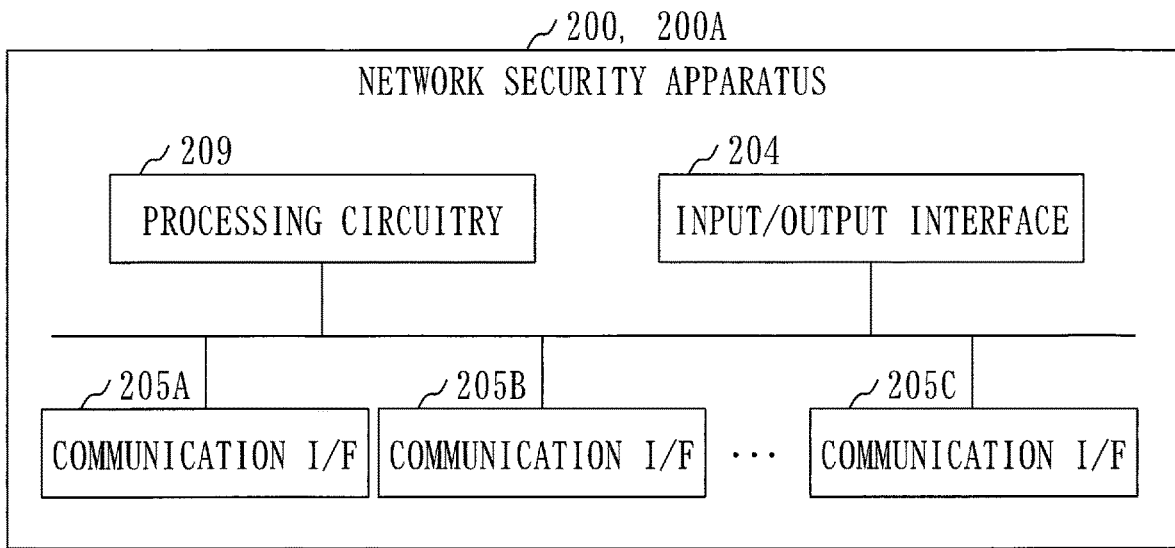 200, 200A
NETWORK SECURITY APPARATUS
209
204
PROCESSING CIRCUITRY
INPUT/OUTPUT INTERFACE
205A
205B
205C
COMMUNICATION I/F
COMMUNICATION I/F
...
COMMUNICATION I/F